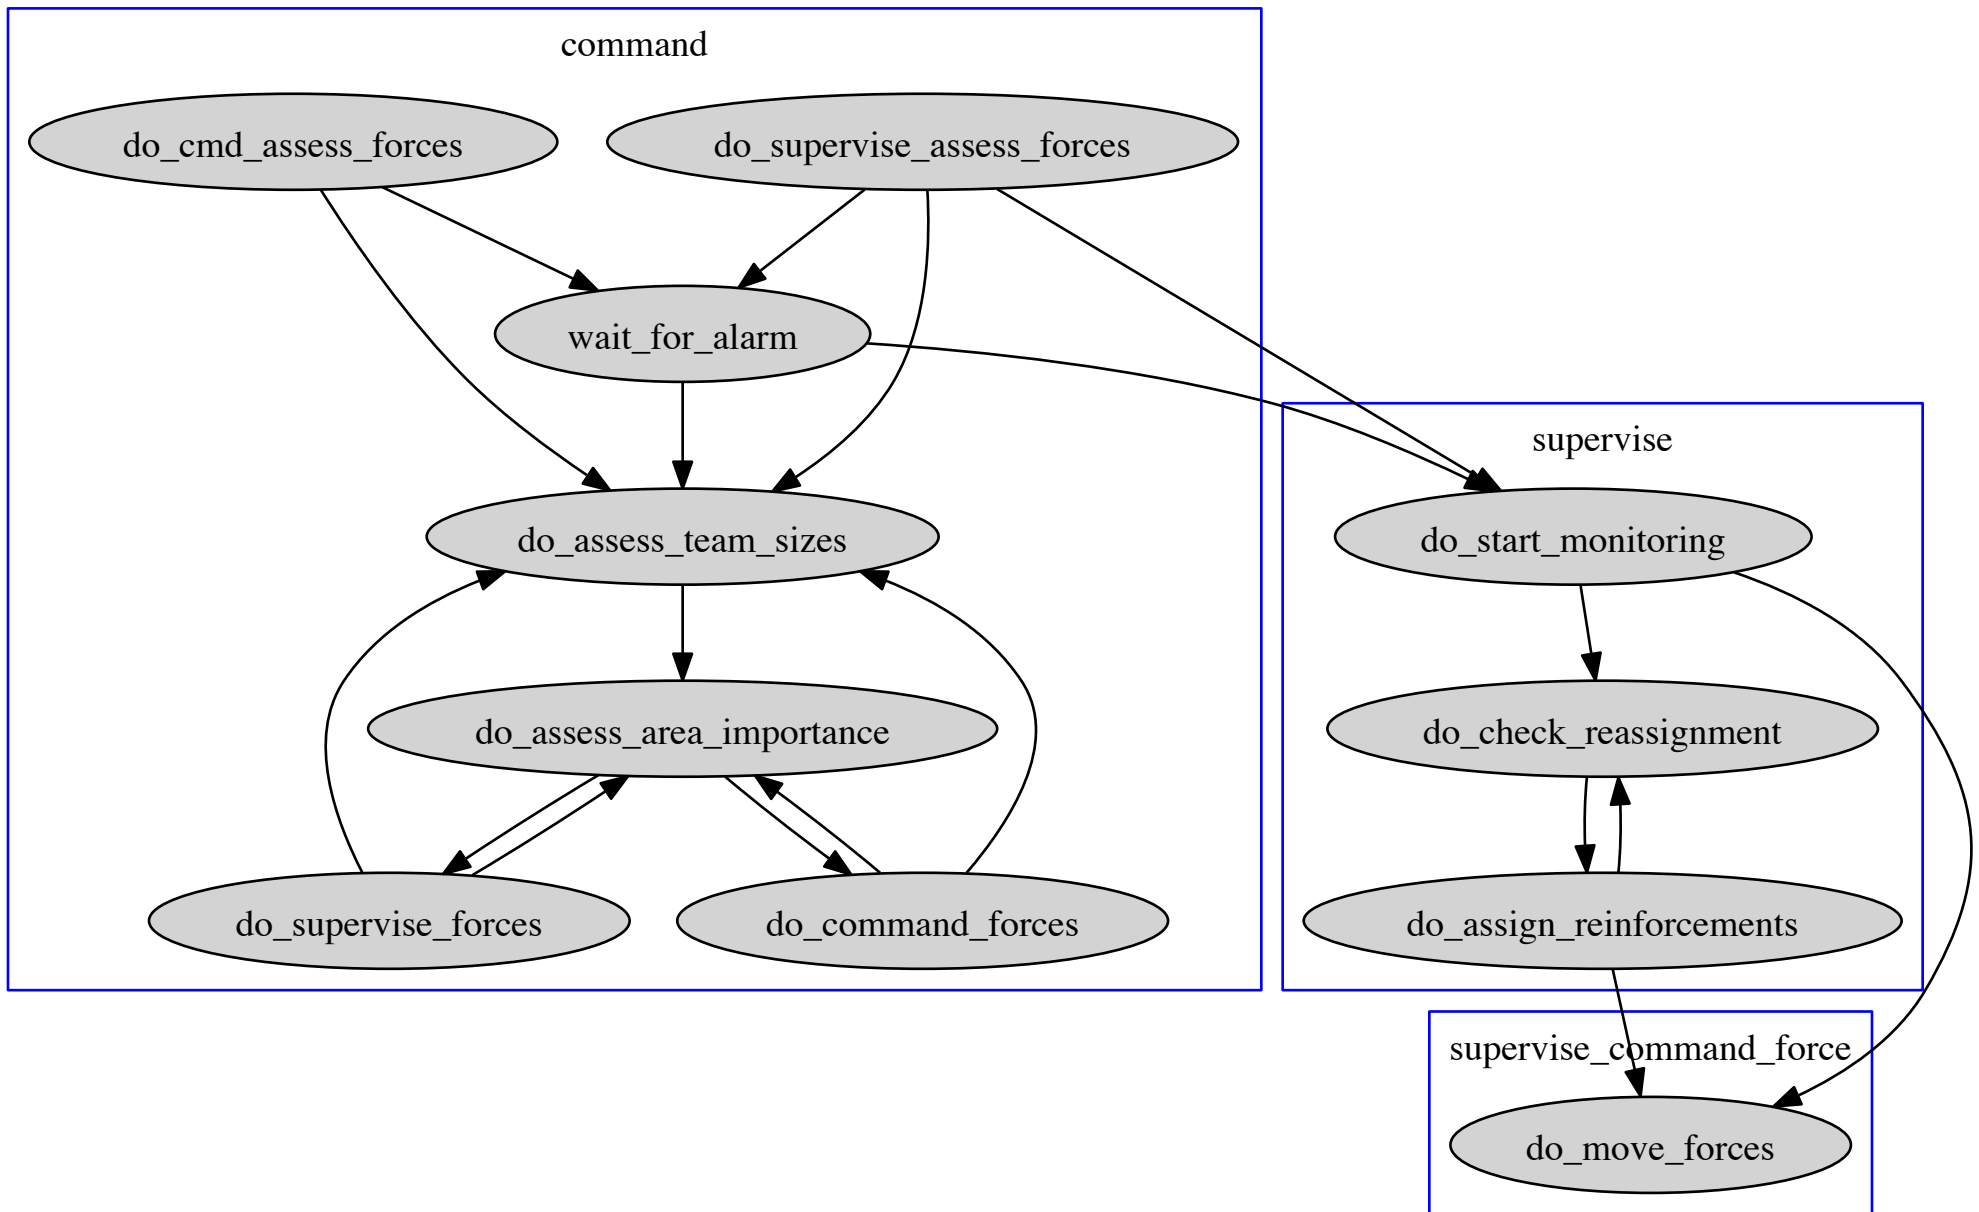 command
do_cmd_assess_forces
do_supervise_assess_forces
wait_for_alarm
supervise
do_assess_team_sizes
do_start_monitoring
do_assess_area_importance
do_check_reassignment
do_supervise_forces
do_command_forces
do_assign_reinforcements
supervise_command_force
do_move_forces